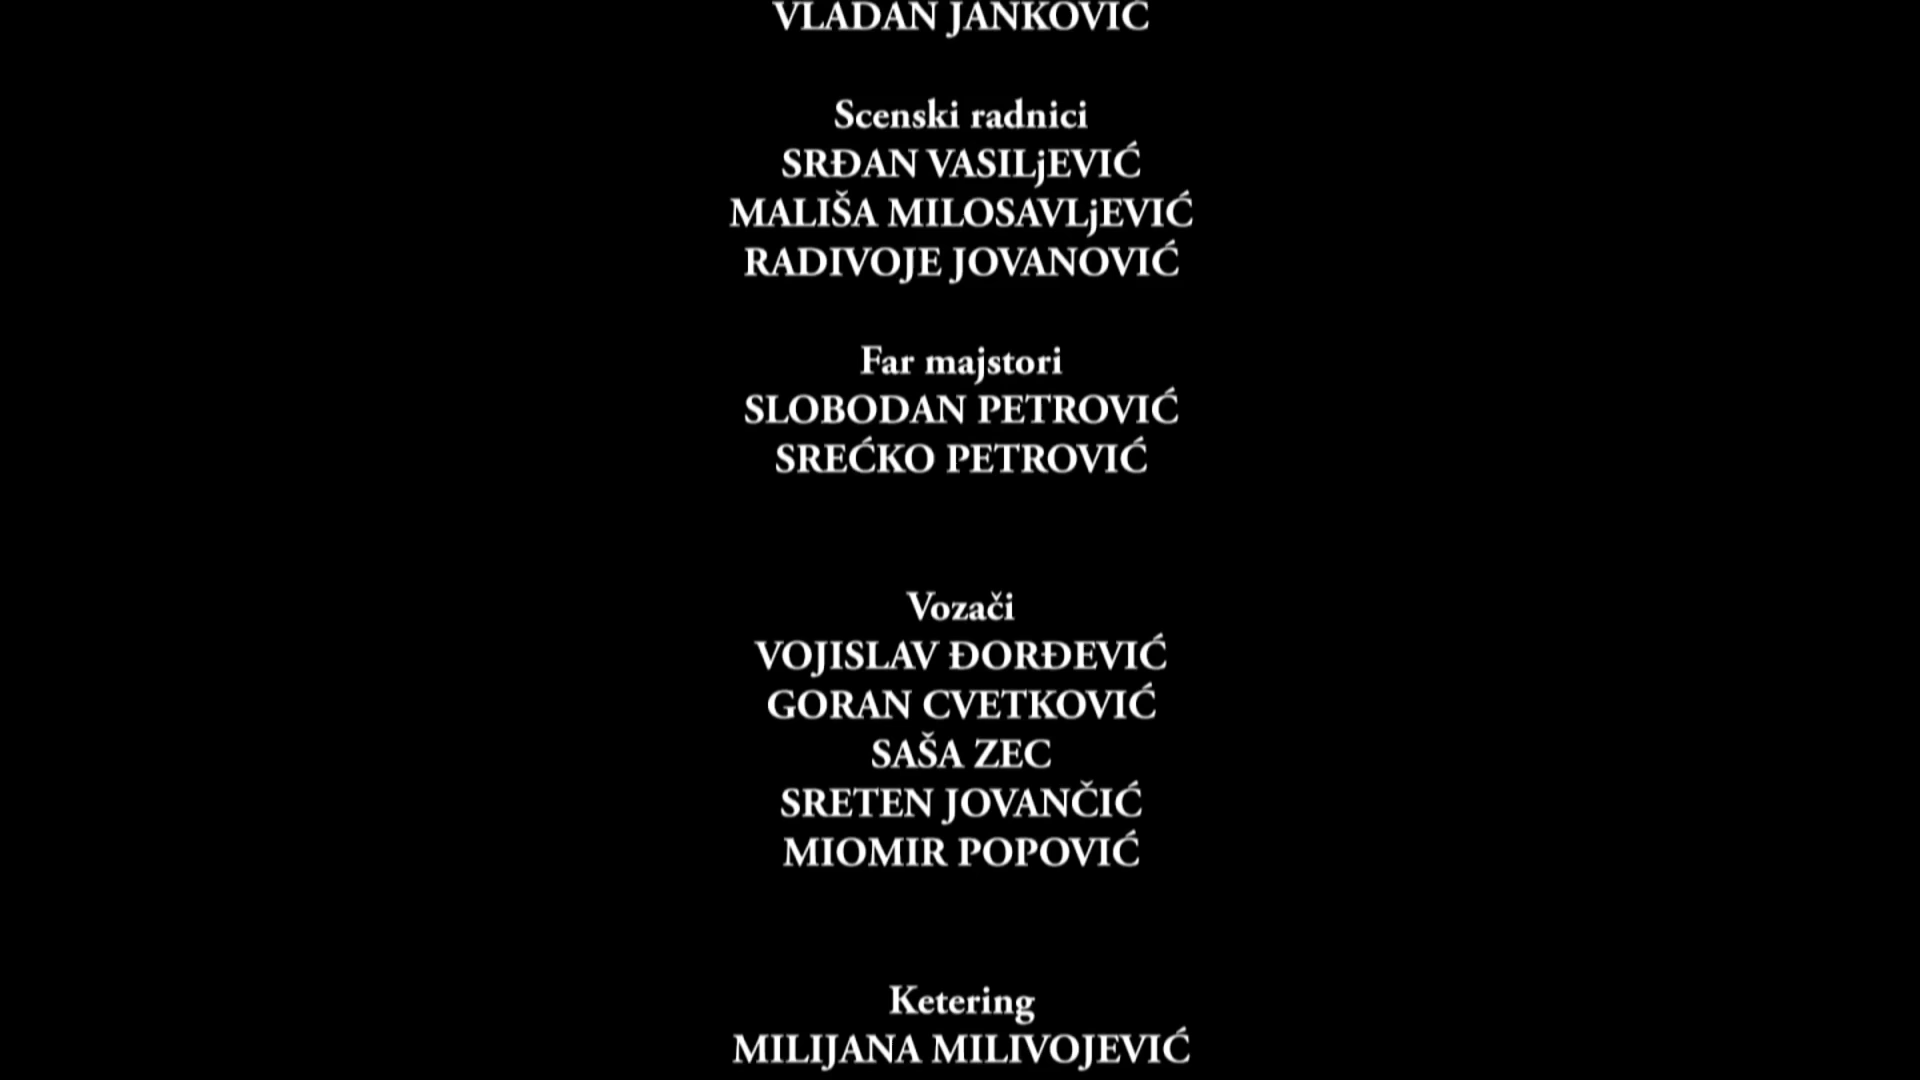 VLADAN JANKOVIĆ
Scenski radnici
SRĐAN VASILjEVIĆ
MALIŠA MILOSAVLjEVIĆ
RADIVOJE JOVANOVIĆ
Far majstori
SLOBODAN PETROVIĆ
SREĆKO PETROVIĆ
Vozači
VOJISLAV ĐORĐEVIĆ
GORAN CVETKOVIĆ
SAŠA ZEC
SRETEN JOVANČIĆ
MIOMIR POPOVIĆ
Ketering
MILIJANA MILIVOJEVIĆ